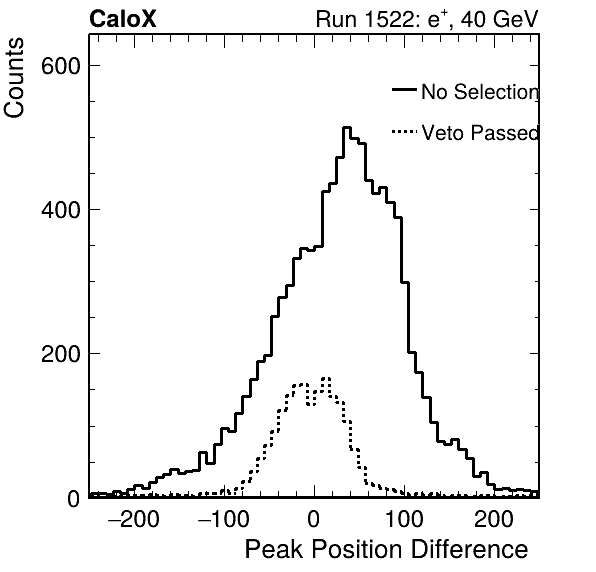 CaloX Run 1522: e⁺, 40 GeV
Counts
600
No Selection
Veto Passed
400
200
0
−200 −100 0 100 200
Peak Position Difference